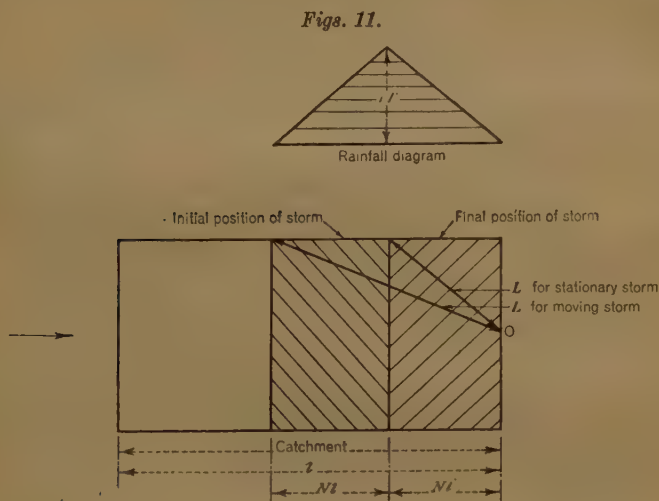 Figs. 11.
Rainfall diagram
Initial position of storm
Final position of storm
L for stationary storm
L for moving storm
O
Catchment
l
Nl
Nl